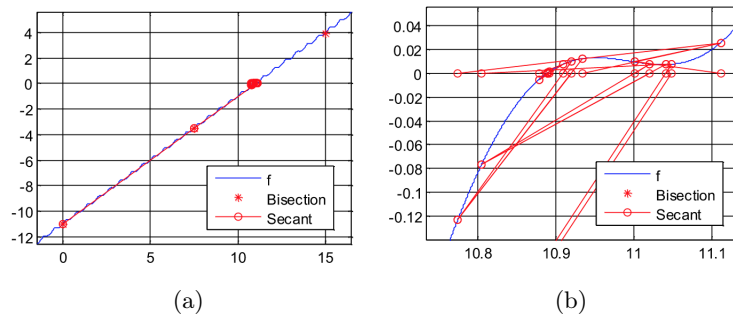 4
2
0
-2
-4
-6
-8
-10
-12
0 5 10 15
f
Bisection
Secant
(a)
0.04
0.02
0
-0.02
-0.04
-0.06
-0.08
-0.1
-0.12
10.8 10.9 11 11.1
f
Bisection
Secant
(b)